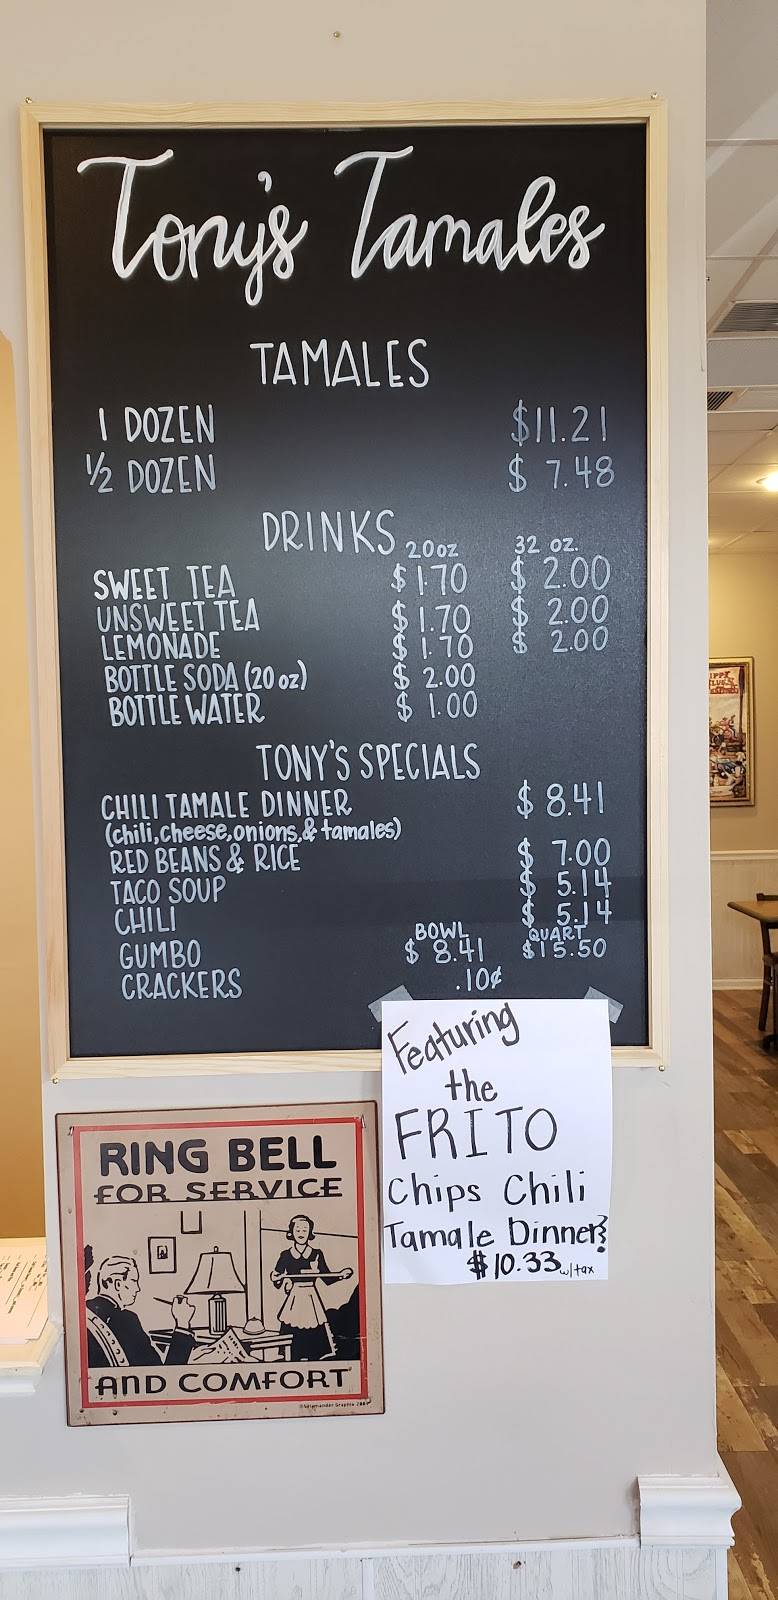 Tony's Tamales
TAMALES
1 DOZEN $11.21
1/2 DOZEN $ 7.48
DRINKS 20oz 32 oz.
SWEET TEA $1.70 $ 2.00
UNSWEET TEA $1.70 $ 2.00
LEMONADE $1.70 $ 2.00
BOTTLE SODA (20 oz) $ 2.00
BOTTLE WATER $ 1.00
TONY'S SPECIALS
CHILI TAMALE DINNER $ 8.41
(chili, cheese, onions, & tamales)
RED BEANS & RICE $ 7.00
TACO SOUP $ 5.14
CHILI $ 5.14
BOWL QUART
GUMBO $ 8.41 $15.50
CRACKERS .10¢
Featuring
the
FRITO
Chips Chili
Tamale Dinner
$10.33 w/tax
RING BELL
FOR SERVICE
AND COMFORT